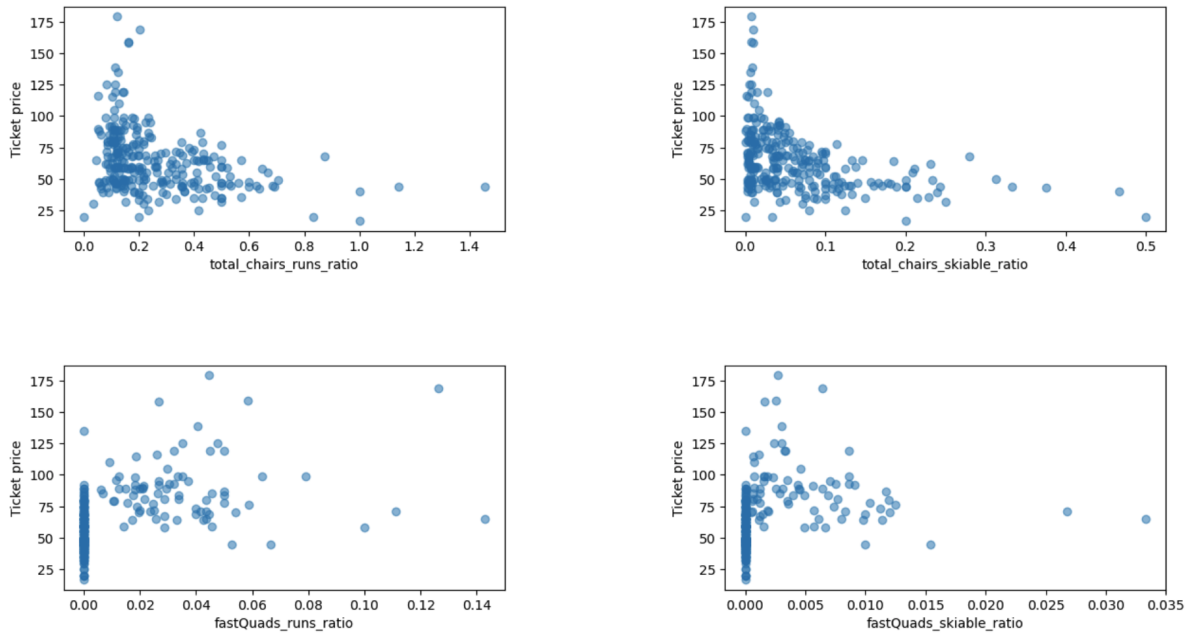 175
150
125
100
75
50
25
Ticket price
0.0 0.2 0.4 0.6 0.8 1.0 1.2 1.4
total_chairs_runs_ratio
175
150
125
100
75
50
25
Ticket price
0.0 0.1 0.2 0.3 0.4 0.5
total_chairs_skiable_ratio
175
150
125
100
75
50
25
Ticket price
0.00 0.02 0.04 0.06 0.08 0.10 0.12 0.14
fastQuads_runs_ratio
175
150
125
100
75
50
25
Ticket price
0.000 0.005 0.010 0.015 0.020 0.025 0.030 0.035
fastQuads_skiable_ratio